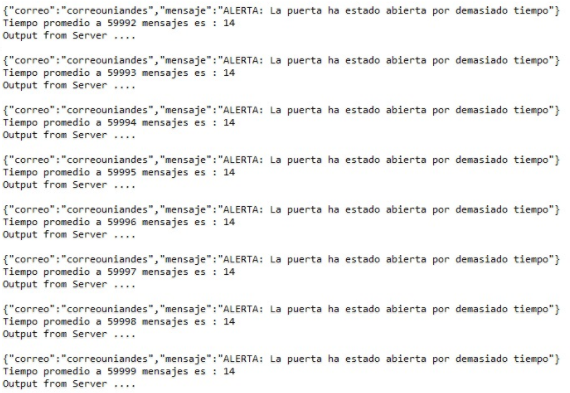 {"correo":"correouniandes","mensaje":"ALERTA: La puerta ha estado abierta por demasiado tiempo"}
Tiempo promedio a 59992 mensajes es : 14
Output from Server ....
{"correo":"correouniandes","mensaje":"ALERTA: La puerta ha estado abierta por demasiado tiempo"}
Tiempo promedio a 59993 mensajes es : 14
Output from Server ....
{"correo":"correouniandes","mensaje":"ALERTA: La puerta ha estado abierta por demasiado tiempo"}
Tiempo promedio a 59994 mensajes es : 14
Output from Server ....
{"correo":"correouniandes","mensaje":"ALERTA: La puerta ha estado abierta por demasiado tiempo"}
Tiempo promedio a 59995 mensajes es : 14
Output from Server ....
{"correo":"correouniandes","mensaje":"ALERTA: La puerta ha estado abierta por demasiado tiempo"}
Tiempo promedio a 59996 mensajes es : 14
Output from Server ....
{"correo":"correouniandes","mensaje":"ALERTA: La puerta ha estado abierta por demasiado tiempo"}
Tiempo promedio a 59997 mensajes es : 14
Output from Server ....
{"correo":"correouniandes","mensaje":"ALERTA: La puerta ha estado abierta por demasiado tiempo"}
Tiempo promedio a 59998 mensajes es : 14
Output from Server ....
{"correo":"correouniandes","mensaje":"ALERTA: La puerta ha estado abierta por demasiado tiempo"}
Tiempo promedio a 59999 mensajes es : 14
Output from Server ....